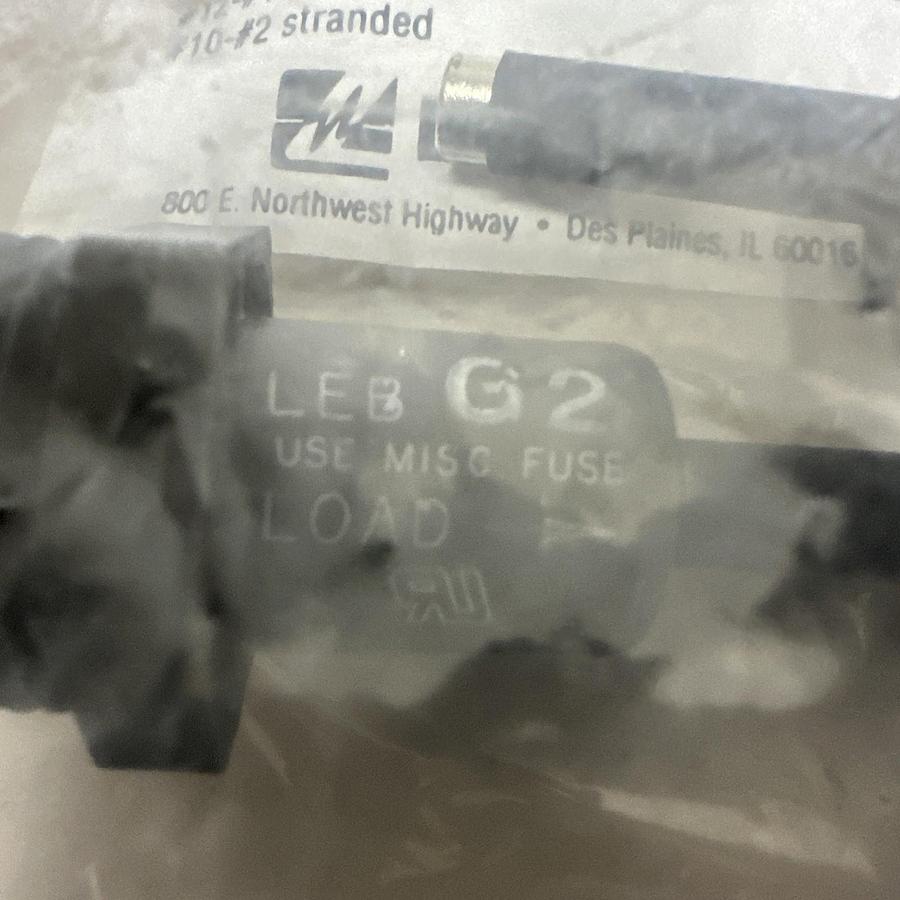 #10-#2 stranded
800 E. Northwest Highway • Des Plaines, IL 60016
LEB G2
USE MISC FUSE
LOAD